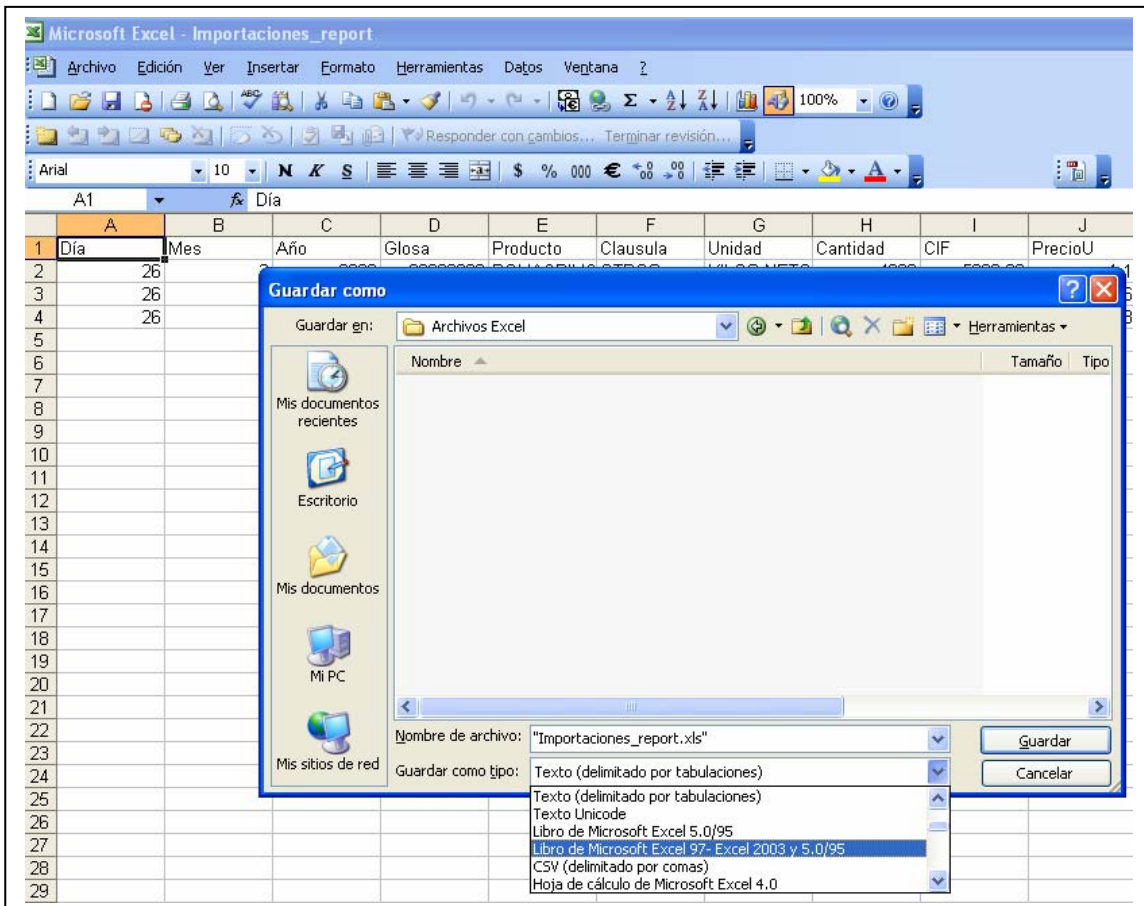 Microsoft Excel - Importaciones_report
Archivo Edición Ver Insertar Formato Herramientas Datos Ventana ?
100%
Responder con cambios... Terminar revisión...
Arial 10 N K S $ % 000 €
A1 fx Día
A B C D E F G H I J
1 Día Mes Año Glosa Producto Clausula Unidad Cantidad CIF PrecioU
2 26
3 26
4 26
5
6
7
8
9
10
11
12
13
14
15
16
17
18
19
20
21
22
23
24
25
26
27
28
29
Guardar como
Guardar en: Archivos Excel Herramientas
Nombre Tamaño Tipo
Mis documentos
recientes
Escritorio
Mis documentos
Mi PC
Mis sitios de red
Nombre de archivo: "Importaciones_report.xls" Guardar
Guardar como tipo: Texto (delimitado por tabulaciones) Cancelar
Texto (delimitado por tabulaciones)
Texto Unicode
Libro de Microsoft Excel 5.0/95
Libro de Microsoft Excel 97- Excel 2003 y 5.0/95
CSV (delimitado por comas)
Hoja de cálculo de Microsoft Excel 4.0